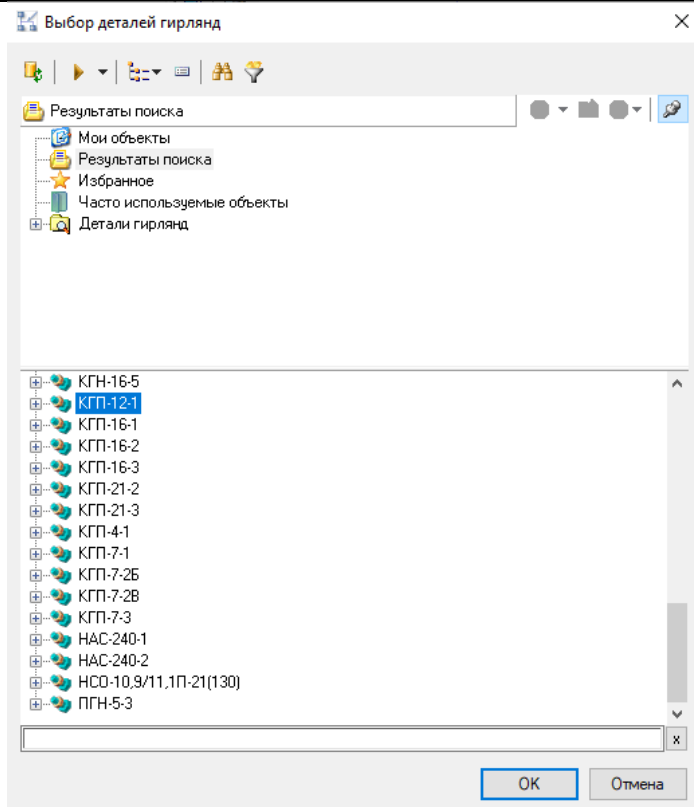 Выбор деталей гирлянд
Результаты поиска
Мои объекты
Результаты поиска
Избранное
Часто используемые объекты
Детали гирлянд
КГН-16-5
КГП-12-1
КГП-16-1
КГП-16-2
КГП-16-3
КГП-21-2
КГП-21-3
КГП-4-1
КГП-7-1
КГП-7-2Б
КГП-7-2В
КГП-7-3
НАС-240-1
НАС-240-2
НСО-10,9/11,1П-21(130)
ПГН-5-3
x
OK Отмена